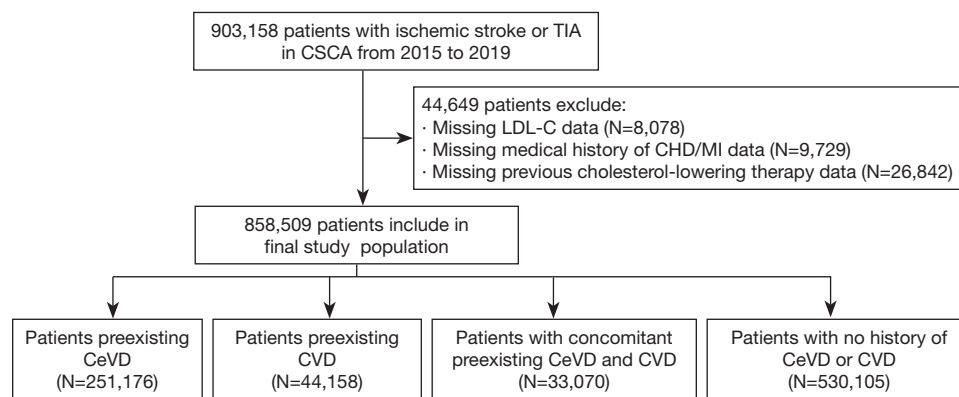 903,158 patients with ischemic stroke or TIA
in CSCA from 2015 to 2019
44,649 patients exclude:
· Missing LDL-C data (N=8,078)
· Missing medical history of CHD/MI data (N=9,729)
· Missing previous cholesterol-lowering therapy data (N=26,842)
858,509 patients include in
final study population
Patients preexisting
CeVD
(N=251,176)
Patients preexisting
CVD
(N=44,158)
Patients with concomitant
preexisting CeVD and CVD
(N=33,070)
Patients with no history of
CeVD or CVD
(N=530,105)